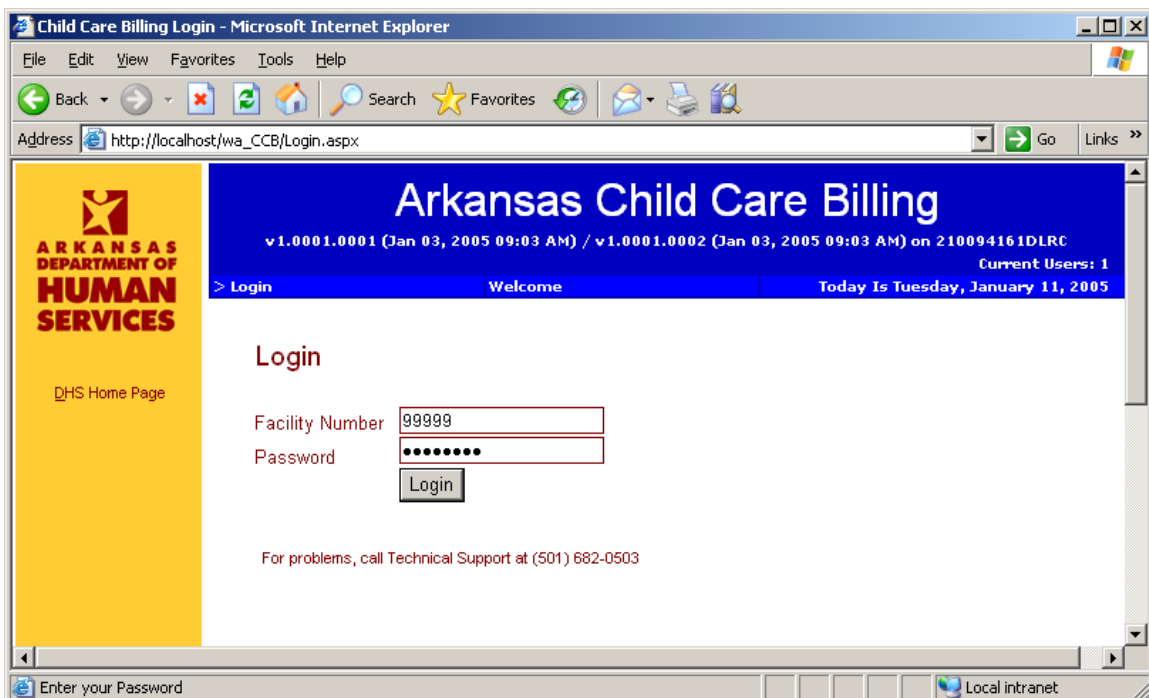 Child Care Billing Login - Microsoft Internet Explorer
File Edit View Favorites Tools Help
Back Search Favorites
Address http://localhost/wa_CCB/Login.aspx Go Links »
ARKANSAS
DEPARTMENT OF
HUMAN
SERVICES
DHS Home Page
Arkansas Child Care Billing
v1.0001.0001 (Jan 03, 2005 09:03 AM) / v1.0001.0002 (Jan 03, 2005 09:03 AM) on 210094161DLRC
Current Users: 1
> Login Welcome Today Is Tuesday, January 11, 2005
Login
Facility Number 99999
Password ••••••••
Login
For problems, call Technical Support at (501) 682-0503
Enter your Password Local intranet